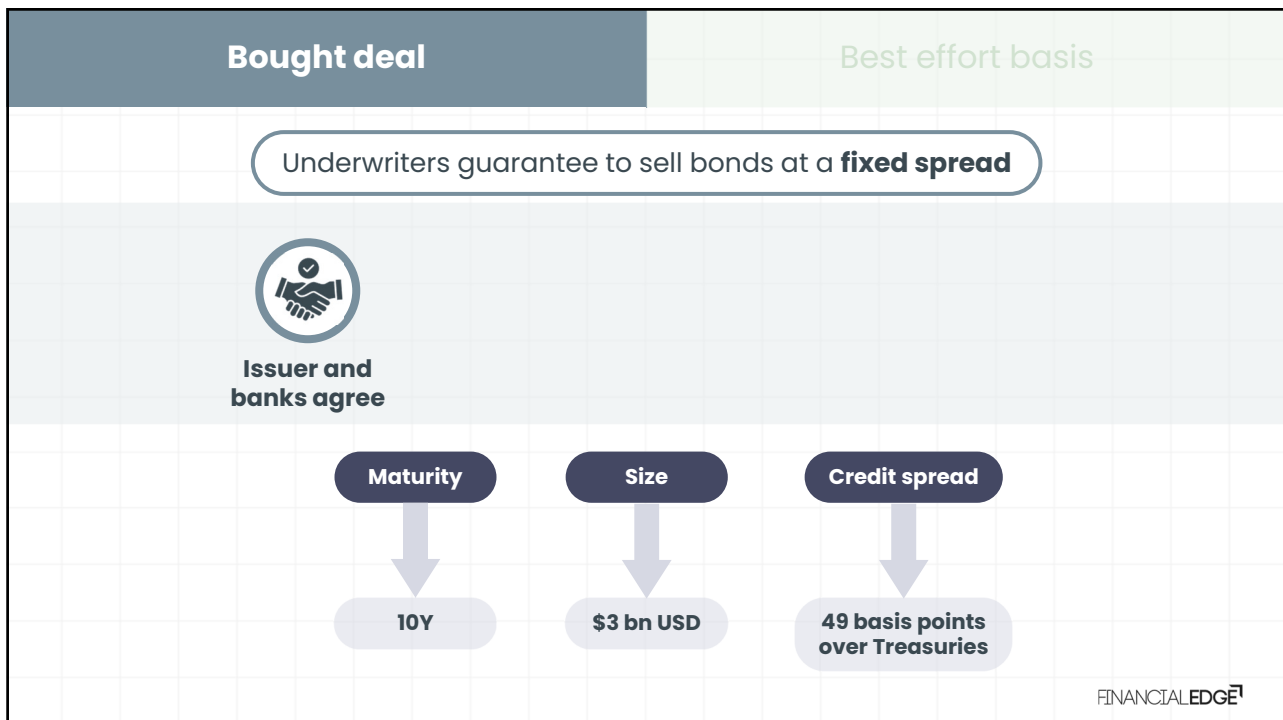 Bought deal
Best effort basis
Underwriters guarantee to sell bonds at a fixed spread
Issuer and
banks agree
Maturity
Size
Credit spread
10Y
$3 bn USD
49 basis points
over Treasuries
FINANCIALEDGE